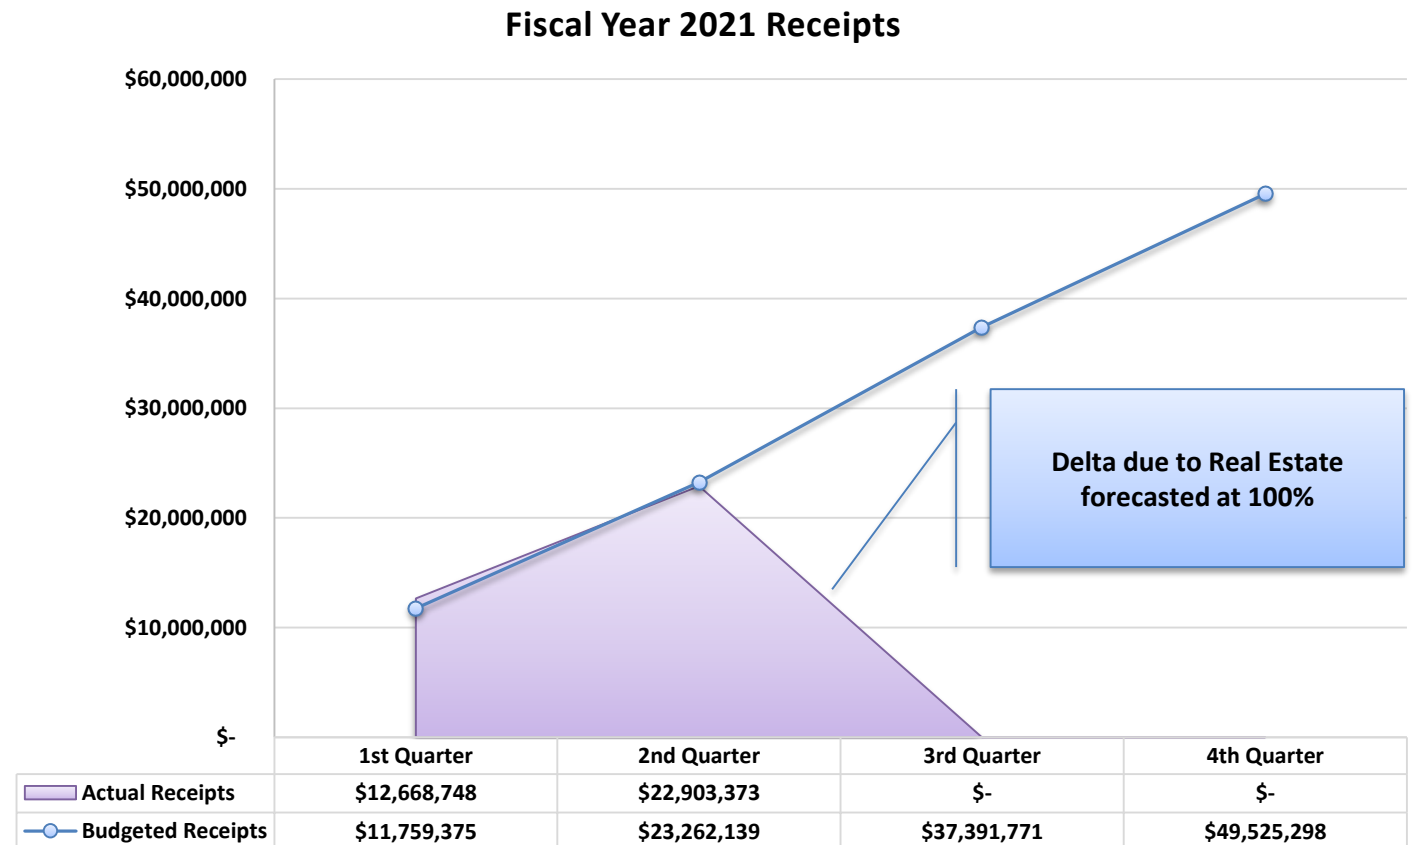 Fiscal Year 2021 Receipts
$60,000,000
$50,000,000
$40,000,000
$30,000,000
$20,000,000
$10,000,000
$-
Delta due to Real Estate
forecasted at 100%
1st Quarter 2nd Quarter 3rd Quarter 4th Quarter
Actual Receipts $12,668,748 $22,903,373 $- $-
Budgeted Receipts $11,759,375 $23,262,139 $37,391,771 $49,525,298